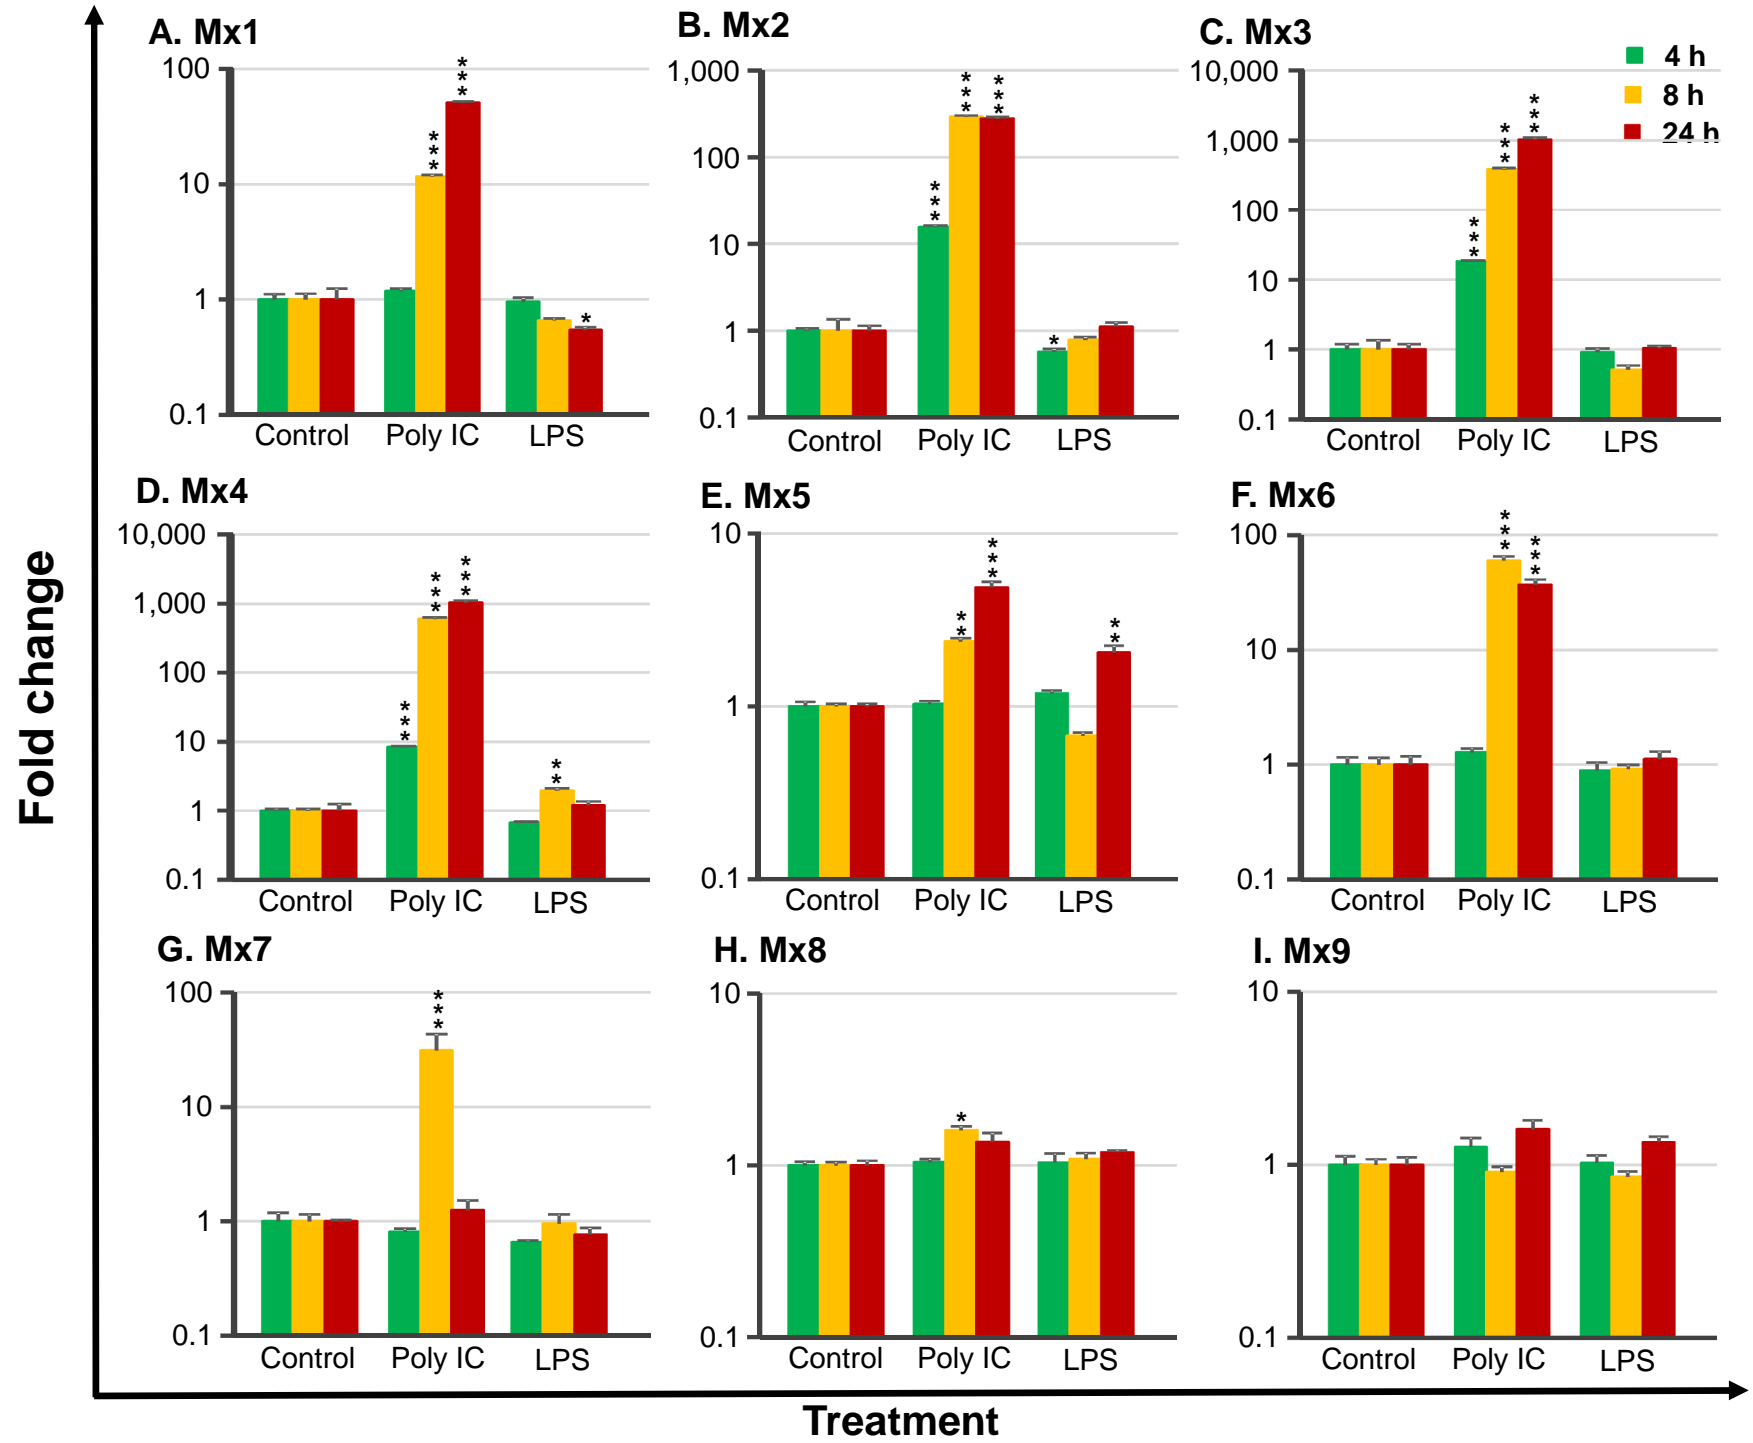 A. Mx1
100
10
1
0.1
***
***
*
Control Poly IC LPS
B. Mx2
1,000
100
10
1
0.1
***
***
***
*
Control Poly IC LPS
C. Mx3
10,000
1,000
100
10
1
0.1
***
***
***
Control Poly IC LPS
4 h
8 h
24 h
D. Mx4
10,000
1,000
100
10
1
0.1
***
***
***
**
Control Poly IC LPS
E. Mx5
10
1
0.1
**
***
**
Control Poly IC LPS
F. Mx6
100
10
1
0.1
***
***
Control Poly IC LPS
G. Mx7
100
10
1
0.1
***
Control Poly IC LPS
H. Mx8
10
1
0.1
*
Control Poly IC LPS
I. Mx9
10
1
0.1
Control Poly IC LPS
Fold change
Treatment